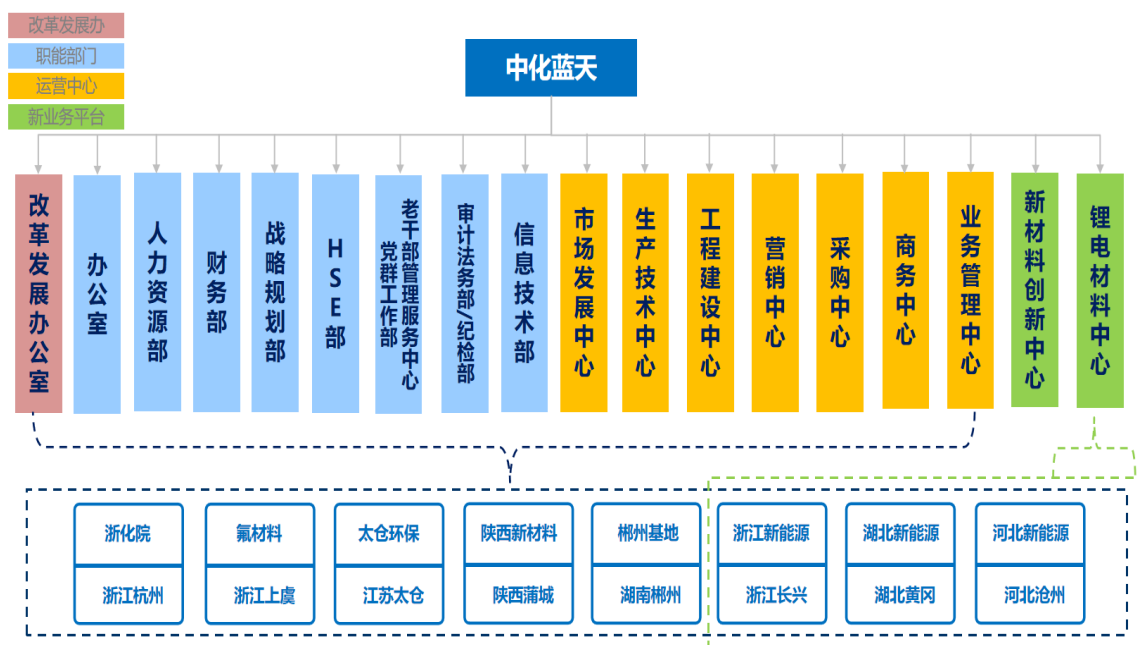 改革发展办
职能部门
运营中心
新业务平台
中化蓝天
改革发展办公室
办公室
人力资源部
财务部
战略规划部
HSE部
老干部管理服务中心
党群工作部
审计法务部/纪检部
信息技术部
市场发展中心
生产技术中心
工程建设中心
营销中心
采购中心
商务中心
业务管理中心
新材料创新中心
锂电材料中心
浙化院
氟材料
太仓环保
陕西新材料
郴州基地
浙江新能源
湖北新能源
河北新能源
浙江杭州
浙江上虞
江苏太仓
陕西蒲城
湖南郴州
浙江长兴
湖北黄冈
河北沧州